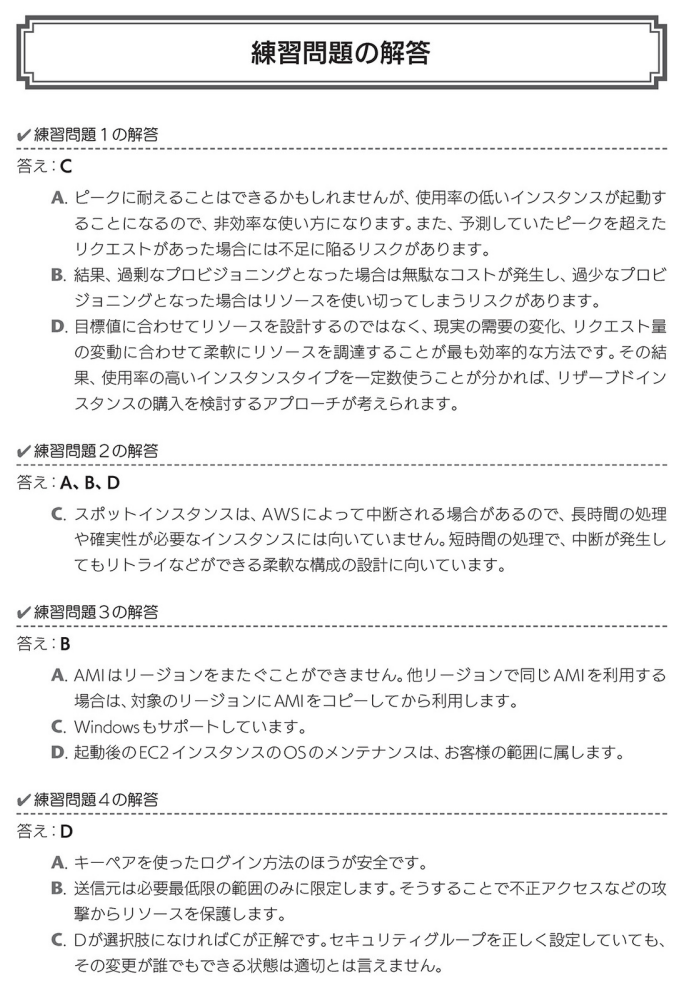 練習問題の解答
✔練習問題1の解答
答え：C
A. ピークに耐えることはできるかもしれませんが、使用率の低いインスタンスが起動す
ることになるので、非効率な使い方になります。また、予測していたピークを超えた
リクエストがあった場合には不足に陥るリスクがあります。
B. 結果、過剰なプロビジョニングとなった場合は無駄なコストが発生し、過少なプロビ
ジョニングとなった場合はリソースを使い切ってしまうリスクがあります。
D. 目標値に合わせてリソースを設計するのではなく、現実の需要の変化、リクエスト量
の変動に合わせて柔軟にリソースを調達することが最も効率的な方法です。その結
果、使用率の高いインスタンスタイプを一定数使うことが分かれば、リザーブドイン
スタンスの購入を検討するアプローチが考えられます。
✔練習問題2の解答
答え：A、B、D
C. スポットインスタンスは、AWSによって中断される場合があるので、長時間の処理
や確実性が必要なインスタンスには向いていません。短時間の処理で、中断が発生し
てもリトライなどができる柔軟な構成の設計に向いています。
✔練習問題3の解答
答え：B
A. AMIはリージョンをまたぐことができません。他リージョンで同じAMIを利用する
場合は、対象のリージョンにAMIをコピーしてから利用します。
C. Windowsもサポートしています。
D. 起動後のEC2インスタンスのOSのメンテナンスは、お客様の範囲に属します。
✔練習問題4の解答
答え：D
A. キーペアを使ったログイン方法のほうが安全です。
B. 送信元は必要最低限の範囲のみに限定します。そうすることで不正アクセスなどの攻
撃からリソースを保護します。
C. Dが選択肢になければCが正解です。セキュリティグループを正しく設定していても、
その変更が誰でもできる状態は適切とは言えません。